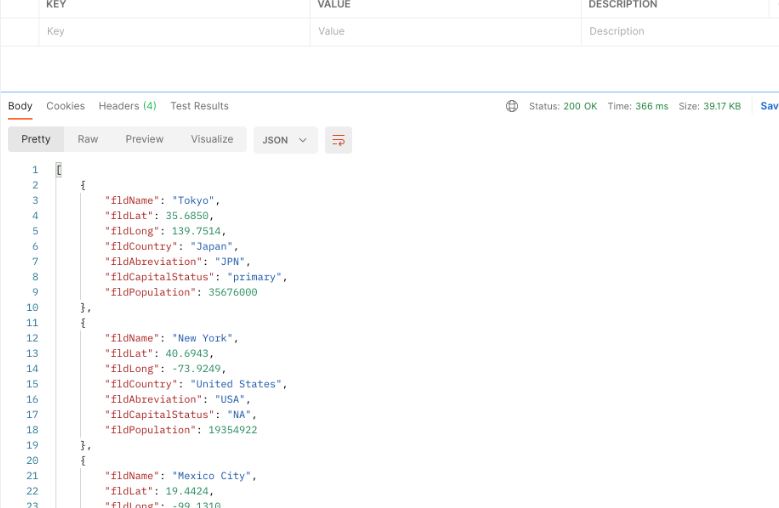 KEY VALUE DESCRIPTION
Key Value Description
Body Cookies Headers (4) Test Results Status: 200 OK Time: 366 ms Size: 39.17 KB Sav
Pretty Raw Preview Visualize JSON
1 [
2 {
3 "fldName": "Tokyo",
4 "fldLat": 35.6850,
5 "fldLong": 139.7514,
6 "fldCountry": "Japan",
7 "fldAbreviation": "JPN",
8 "fldCapitalStatus": "primary",
9 "fldPopulation": 35676000
10 },
11 {
12 "fldName": "New York",
13 "fldLat": 40.6943,
14 "fldLong": -73.9249,
15 "fldCountry": "United States",
16 "fldAbreviation": "USA",
17 "fldCapitalStatus": "NA",
18 "fldPopulation": 19354922
19 },
20 {
21 "fldName": "Mexico City",
22 "fldLat": 19.4424,
23 "fldLong": -99.1310